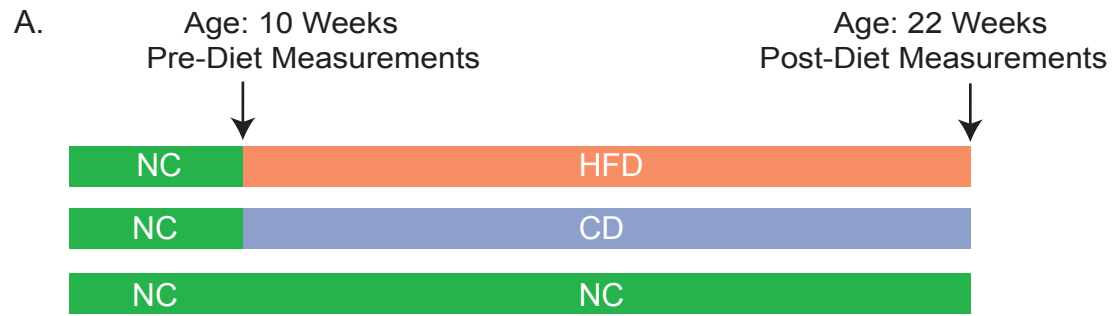 A.
Age: 10 Weeks
Pre-Diet Measurements
Age: 22 Weeks
Post-Diet Measurements
NC HFD
NC CD
NC NC